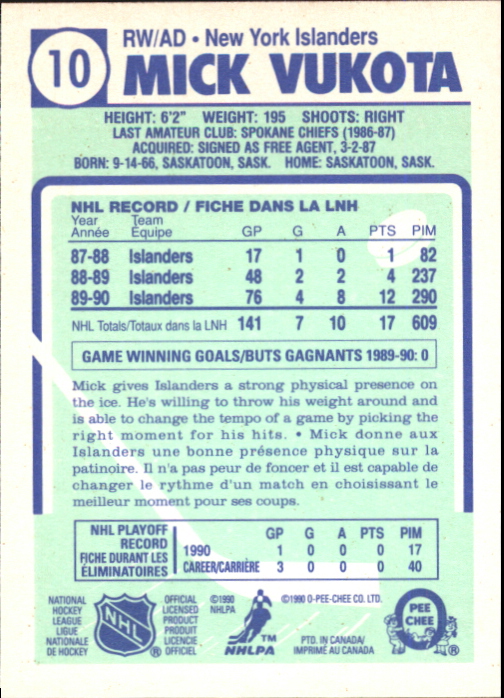 10
RW/AD • New York Islanders
MICK VUKOTA
HEIGHT: 6'2" WEIGHT: 195 SHOOTS: RIGHT
LAST AMATEUR CLUB: SPOKANE CHIEFS (1986-87)
ACQUIRED: SIGNED AS FREE AGENT, 3-2-87
BORN: 9-14-66, SASKATOON, SASK. HOME: SASKATOON, SASK.
NHL RECORD / FICHE DANS LA LNH
Year Team
Année Équipe GP G A PTS PIM
87-88 Islanders 17 1 0 1 82
88-89 Islanders 48 2 2 4 237
89-90 Islanders 76 4 8 12 290
NHL Totals/Totaux dans la LNH 141 7 10 17 609
GAME WINNING GOALS/BUTS GAGNANTS 1989-90: 0
Mick gives Islanders a strong physical presence on
the ice. He's willing to throw his weight around and
is able to change the tempo of a game by picking the
right moment for his hits. • Mick donne aux
Islanders une bonne présence physique sur la
patinoire. Il n'a pas peur de foncer et il est capable de
changer le rythme d'un match en choisissant le
meilleur moment pour ses coups.
NHL PLAYOFF
RECORD
FICHE DURANT LES
ÉLIMINATOIRES
GP G A PTS PIM
1990 1 0 0 0 17
CAREER/CARRIÈRE 3 0 0 0 40
NATIONAL
HOCKEY
LEAGUE
LIGUE
NATIONALE
DE HOCKEY
NHL
®
OFFICIAL
LICENSED
PRODUCT
PRODUIT
LICENCIÉ
OFFICIEL
©1990
NHLPA
TM
NHLPA
©1990 O-PEE-CHEE CO. LTD.
PTD. IN CANADA/
IMPRIMÉ AU CANADA
O
PEE
CHEE
®